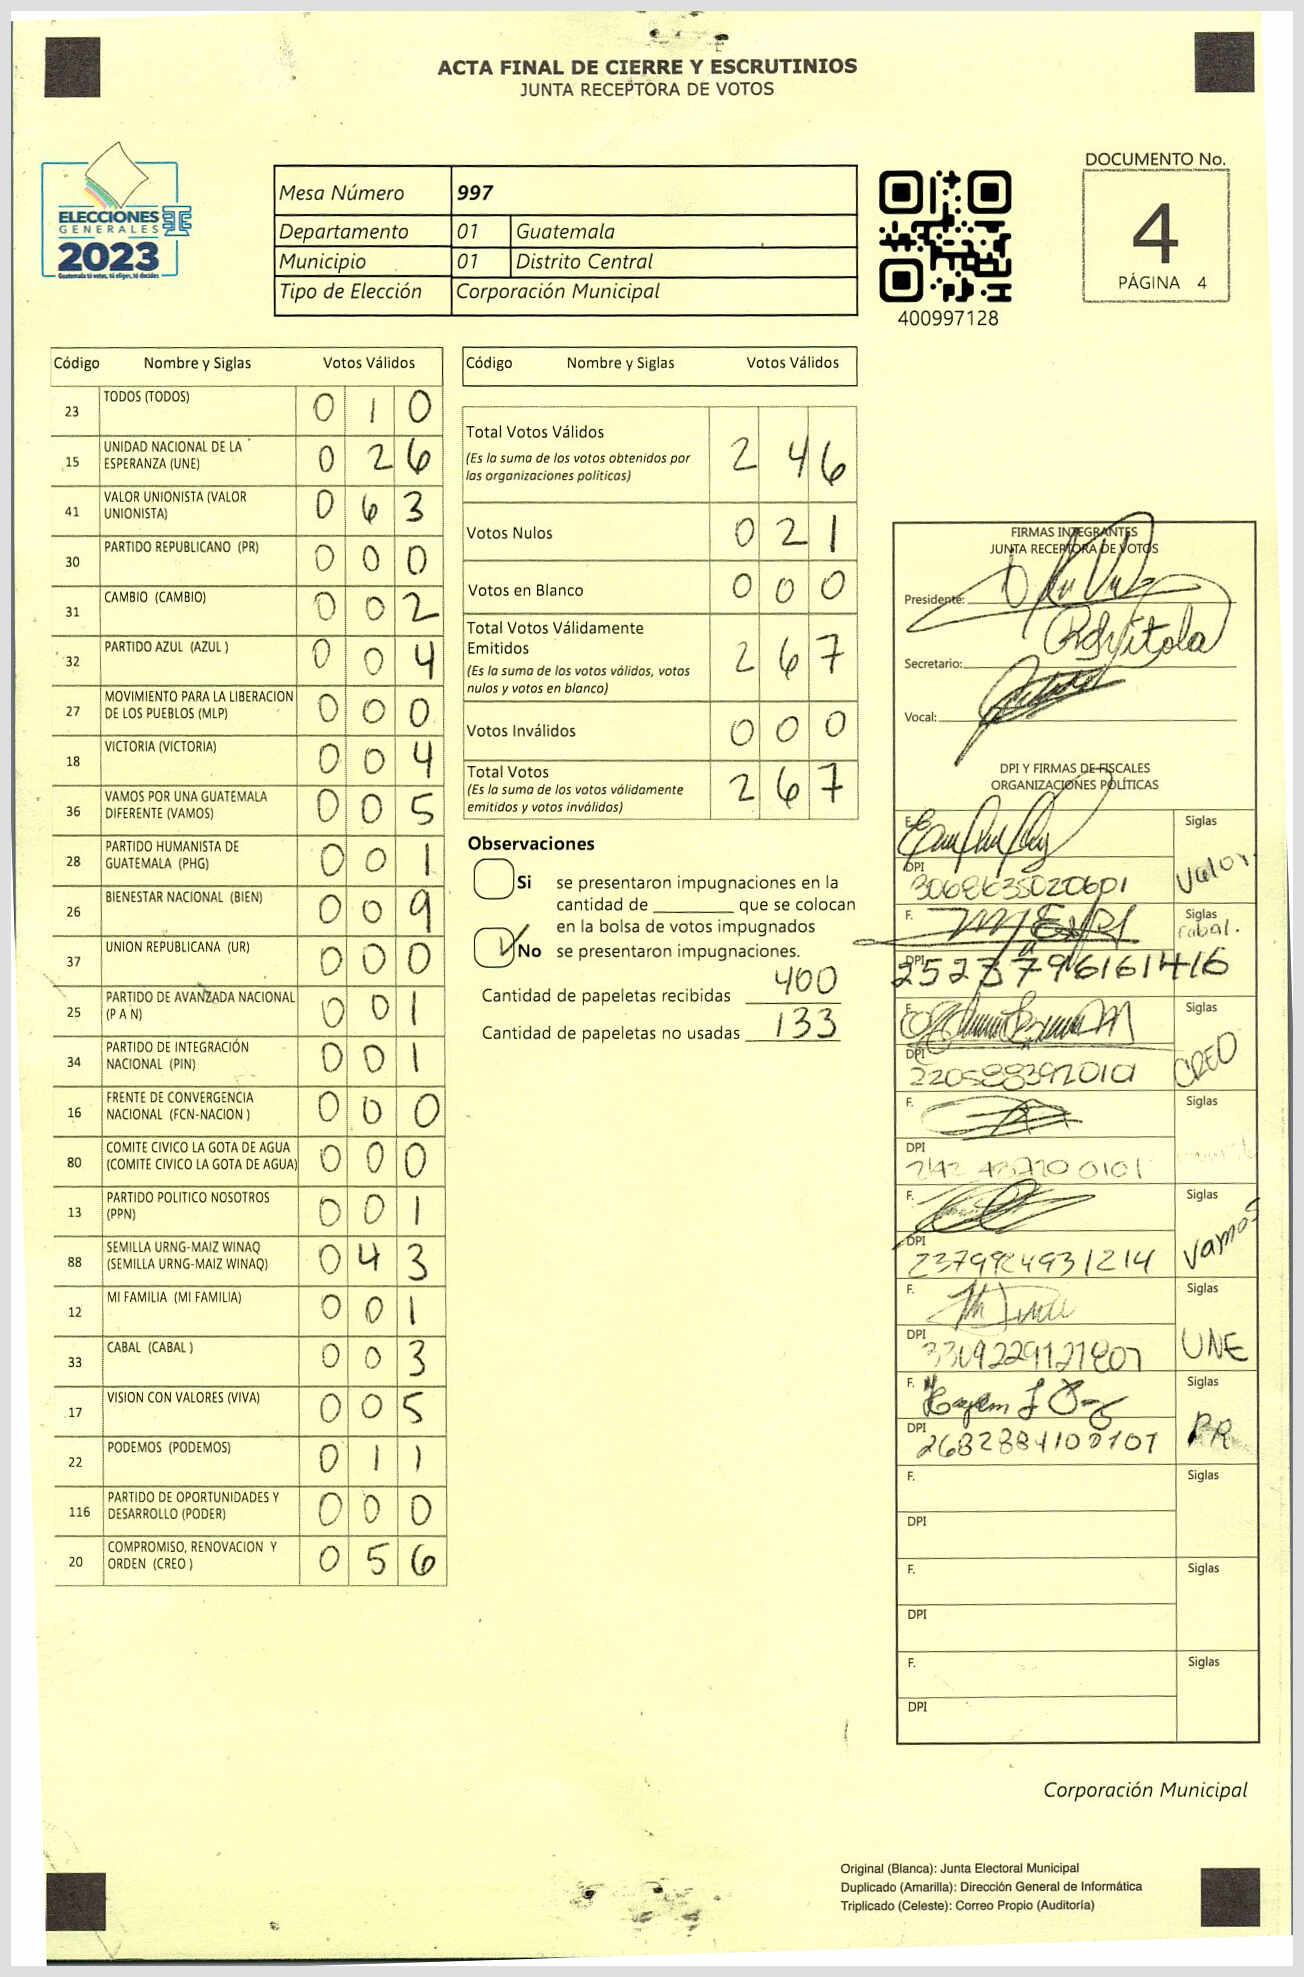 ACTA FINAL DE CIERRE Y ESCRUTINIOS
JUNTA RECEPTORA DE VOTOS
ELECCIONES
GENERALES
2023
Guatemala tú votas, tú eliges, tú decides
Mesa Número 997
Departamento 01 Guatemala
Municipio 01 Distrito Central
Tipo de Elección Corporación Municipal
400997128
DOCUMENTO No.
4
PÁGINA 4
Código Nombre y Siglas Votos Válidos
23 TODOS (TODOS) 0 1 0
15 UNIDAD NACIONAL DE LA
ESPERANZA (UNE) 0 2 6
41 VALOR UNIONISTA (VALOR
UNIONISTA) 0 6 3
30 PARTIDO REPUBLICANO (PR) 0 0 0
31 CAMBIO (CAMBIO) 0 0 2
32 PARTIDO AZUL (AZUL ) 0 0 4
27 MOVIMIENTO PARA LA LIBERACION
DE LOS PUEBLOS (MLP) 0 0 0
18 VICTORIA (VICTORIA) 0 0 4
36 VAMOS POR UNA GUATEMALA
DIFERENTE (VAMOS) 0 0 5
28 PARTIDO HUMANISTA DE
GUATEMALA (PHG) 0 0 1
26 BIENESTAR NACIONAL (BIEN) 0 0 9
37 UNION REPUBLICANA (UR) 0 0 0
25 PARTIDO DE AVANZADA NACIONAL
(P A N) 0 0 1
34 PARTIDO DE INTEGRACIÓN
NACIONAL (PIN) 0 0 1
16 FRENTE DE CONVERGENCIA
NACIONAL (FCN-NACION ) 0 0 0
80 COMITE CIVICO LA GOTA DE AGUA
(COMITE CIVICO LA GOTA DE AGUA) 0 0 0
13 PARTIDO POLITICO NOSOTROS
(PPN) 0 0 1
88 SEMILLA URNG-MAIZ WINAQ
(SEMILLA URNG-MAIZ WINAQ) 0 4 3
12 MI FAMILIA (MI FAMILIA) 0 0 1
33 CABAL (CABAL ) 0 0 3
17 VISION CON VALORES (VIVA) 0 0 5
22 PODEMOS (PODEMOS) 0 1 1
116 PARTIDO DE OPORTUNIDADES Y
DESARROLLO (PODER) 0 0 0
20 COMPROMISO, RENOVACION Y
ORDEN (CREO ) 0 5 6
Código Nombre y Siglas Votos Válidos
Total Votos Válidos
(Es la suma de los votos obtenidos por
las organizaciones politicas) 2 4 6
Votos Nulos 0 2 1
Votos en Blanco 0 0 0
Total Votos Válidamente
Emitidos
(Es la suma de los votos válidos, votos
nulos y votos en blanco) 2 6 7
Votos Inválidos 0 0 0
Total Votos
(Es la suma de los votos válidamente
emitidos y votos inválidos) 2 6 7
Observaciones
Si se presentaron impugnaciones en la
cantidad de ________ que se colocan
en la bolsa de votos impugnados
No se presentaron impugnaciones.
Cantidad de papeletas recibidas 400
Cantidad de papeletas no usadas 133
FIRMAS INTEGRANTES
JUNTA RECEPTORA DE VOTOS
Presidente:
Secretario:
Vocal:
DPI Y FIRMAS DE FISCALES
ORGANIZACIONES POLÍTICAS
F. Siglas
DPI Valor
F. Siglas
cabal.
DPI
F. Siglas
DPI CREO
F. Siglas
DPI
F. Siglas
DPI 2379924931214 Vamos
F. Siglas
DPI UNE
F. Siglas
DPI 2682884100101 PR
F. Siglas
DPI
F. Siglas
DPI
F. Siglas
DPI
Corporación Municipal
Original (Blanca): Junta Electoral Municipal
Duplicado (Amarilla): Dirección General de Informática
Triplicado (Celeste): Correo Propio (Auditoría)